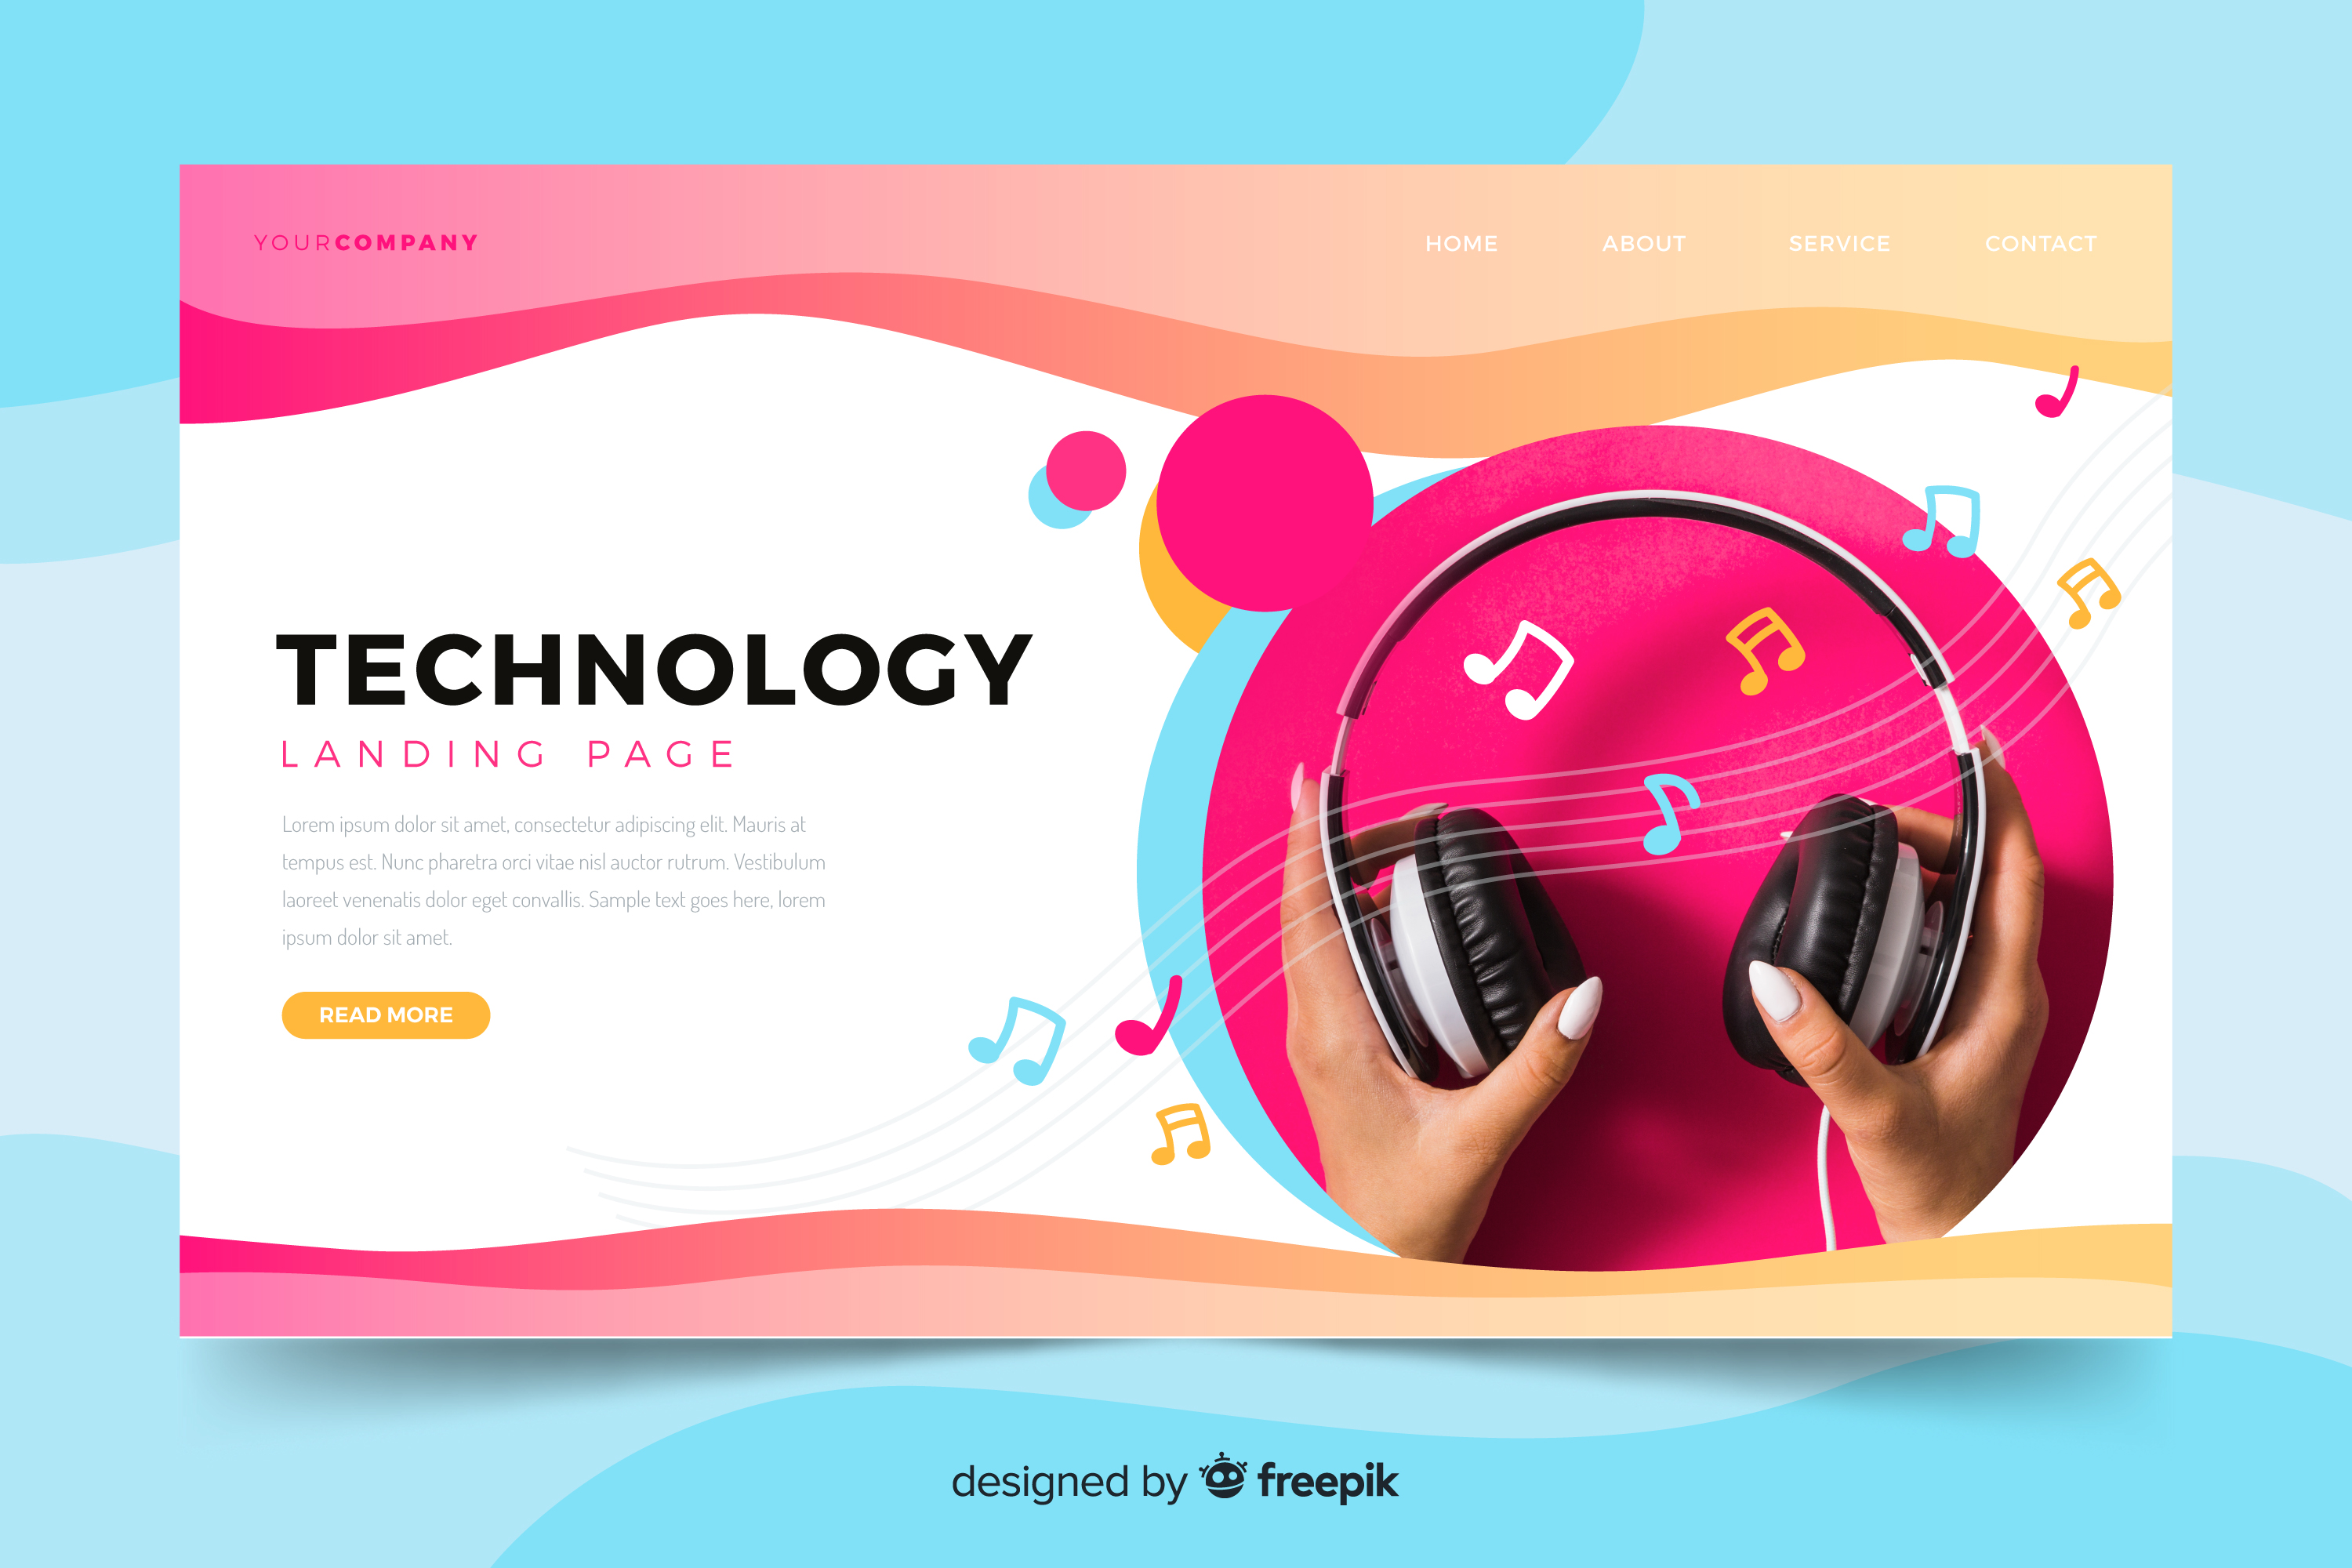 YOURCOMPANY
HOME ABOUT SERVICE CONTACT
TECHNOLOGY
LANDING PAGE
Lorem ipsum dolor sit amet, consectetur adipiscing elit. Mauris at
tempus est. Nunc pharetra orci vitae nisl auctor rutrum. Vestibulum
laoreet venenatis dolor eget convallis. Sample text goes here, lorem
ipsum dolor sit amet.
READ MORE
designed by freepik